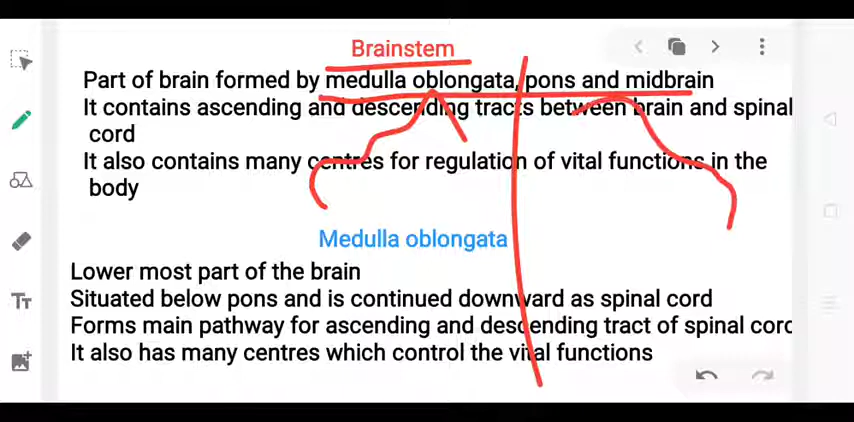 Brainstem
Part of brain formed by medulla oblongata, pons and midbrain
It contains ascending and descending tracts between brain and spinal
cord
It also contains many centres for regulation of vital functions in the
body
Medulla oblongata
Lower most part of the brain
Situated below pons and is continued downward as spinal cord
Forms main pathway for ascending and descending tract of spinal cord
It also has many centres which control the vital functions
TT